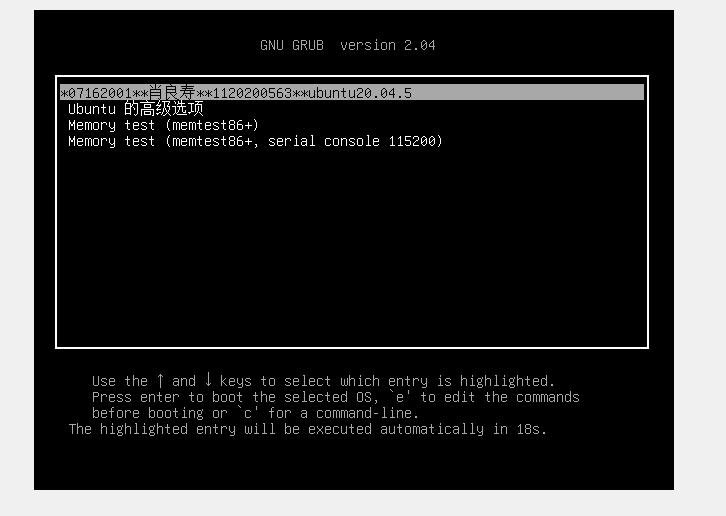 GNU GRUB version 2.04
*07162001**肖良寿**1120200563**ubuntu20.04.5
Ubuntu 的高级选项
Memory test (memtest86+)
Memory test (memtest86+, serial console 115200)
Use the ↑ and ↓ keys to select which entry is highlighted.
Press enter to boot the selected OS, `e' to edit the commands
before booting or `c' for a command-line.
The highlighted entry will be executed automatically in 18s.